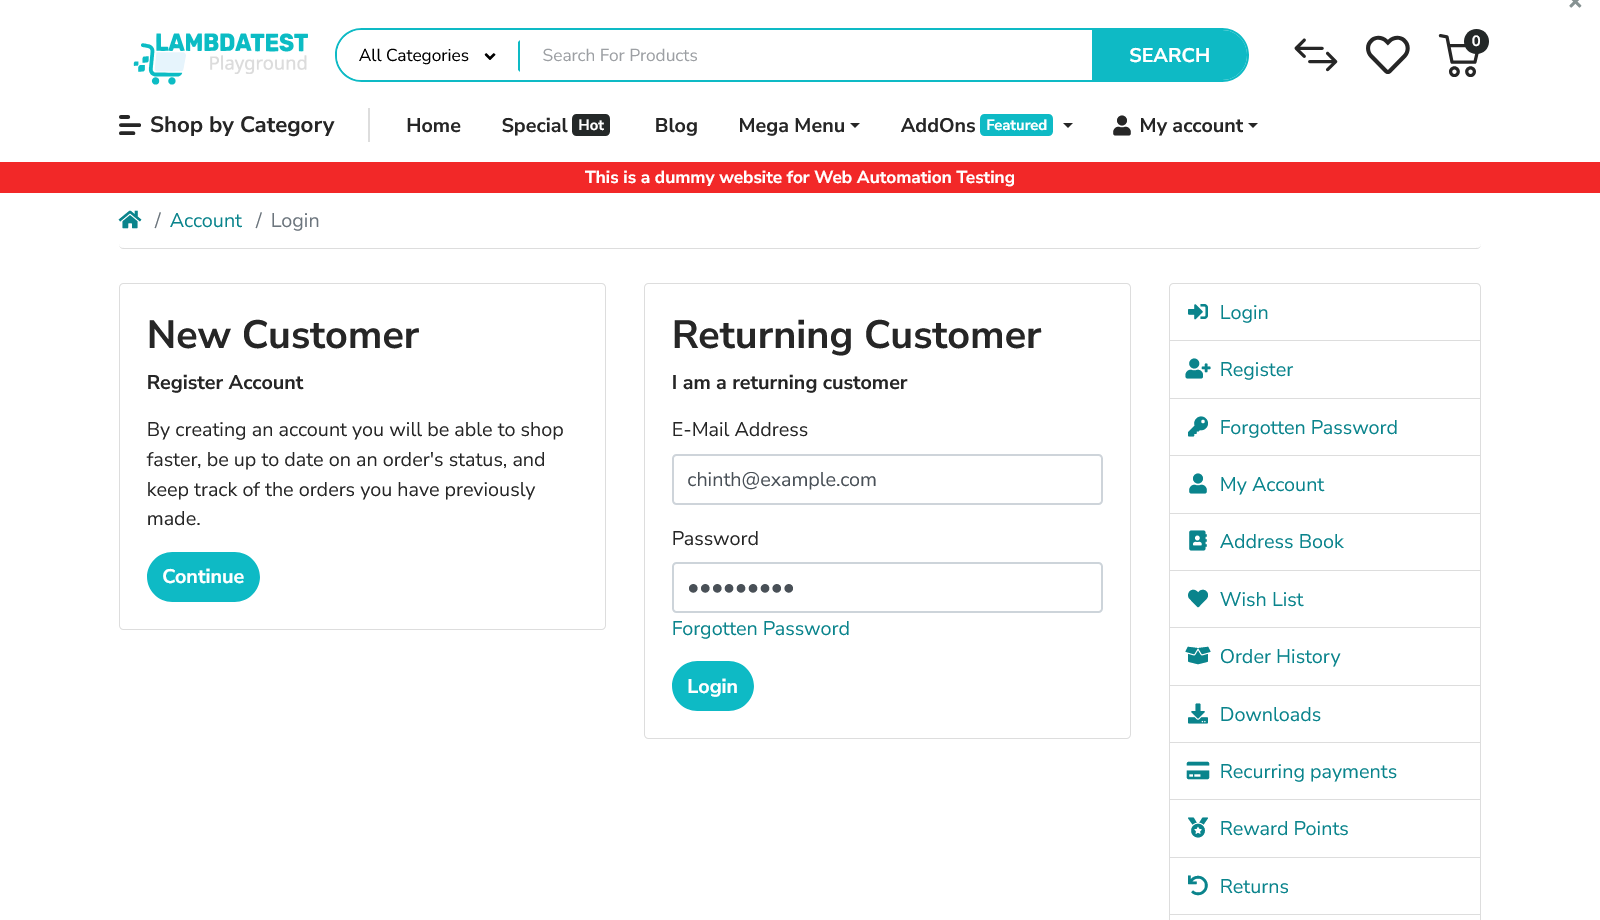 LAMBDATEST
Playground
All Categories
Search For Products
SEARCH
0
Shop by Category
Home
Special Hot
Blog
Mega Menu
AddOns Featured
My account
This is a dummy website for Web Automation Testing
/ Account / Login
New Customer
Register Account
By creating an account you will be able to shop
faster, be up to date on an order's status, and
keep track of the orders you have previously
made.
Continue
Returning Customer
I am a returning customer
E-Mail Address
chinth@example.com
Password
Forgotten Password
Login
Login
Register
Forgotten Password
My Account
Address Book
Wish List
Order History
Downloads
Recurring payments
Reward Points
Returns